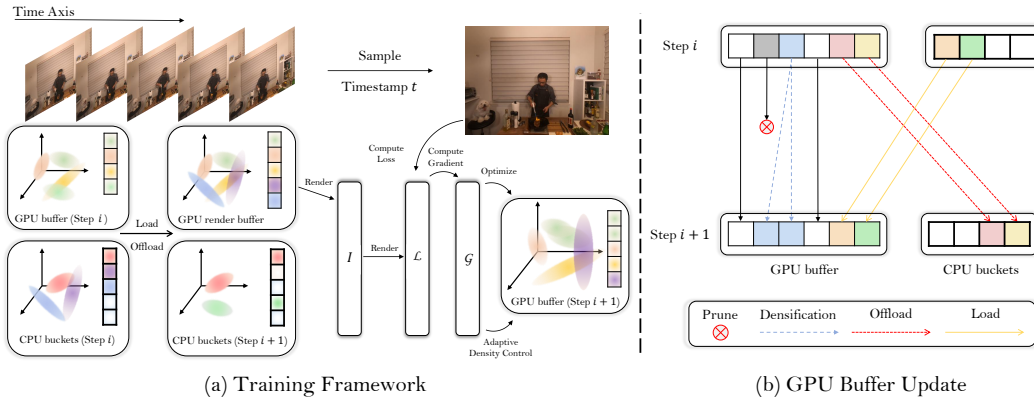 Time Axis
Sample
Timestamp t
GPU buffer (Step i)
GPU render buffer
Load
Offload
CPU buckets (Step i)
CPU buckets (Step i + 1)
Render
I
Render
Compute
Loss
ℒ
Compute
Gradient
𝒢
Optimize
GPU buffer (Step i + 1)
Adaptive
Density Control
(a) Training Framework
Step i
Step i + 1
GPU buffer
CPU buckets
Prune
Densification
Offload
Load
(b) GPU Buffer Update